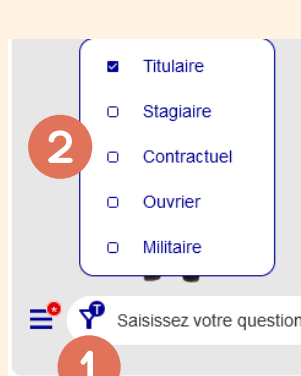 Titulaire
Stagiaire
2
Contractuel
Ouvrier
Militaire
* T
Saisissez votre question
1